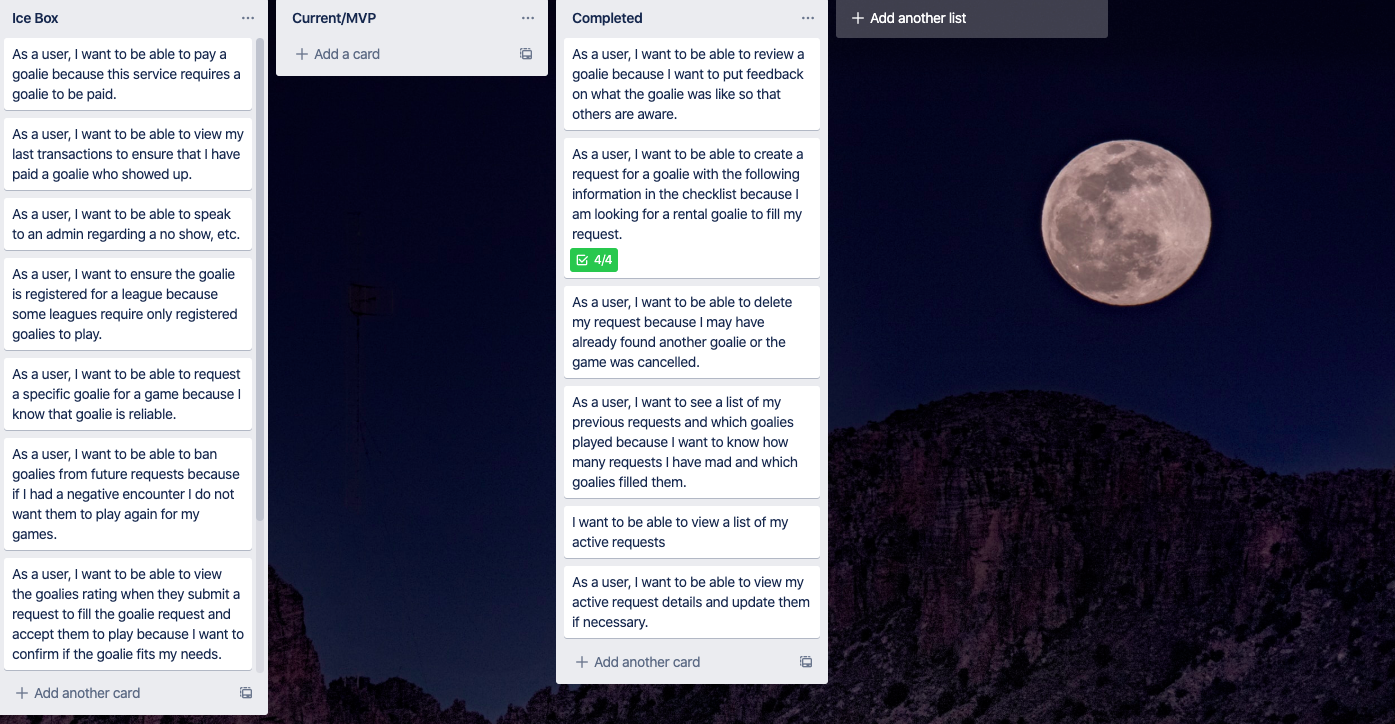 Ice Box
As a user, I want to be able to pay a
goalie because this service requires a
goalie to be paid.
As a user, I want to be able to view my
last transactions to ensure that I have
paid a goalie who showed up.
As a user, I want to be able to speak
to an admin regarding a no show, etc.
As a user, I want to ensure the goalie
is registered for a league because
some leagues require only registered
goalies to play.
As a user, I want to be able to request
a specific goalie for a game because I
know that goalie is reliable.
As a user, I want to be able to ban
goalies from future requests because
if I had a negative encounter I do not
want them to play again for my
games.
As a user, I want to be able to view
the goalies rating when they submit a
request to fill the goalie request and
accept them to play because I want to
confirm if the goalie fits my needs.
Add another card
Current/MVP
Add a card
Completed
As a user, I want to be able to review a
goalie because I want to put feedback
on what the goalie was like so that
others are aware.
As a user, I want to be able to create a
request for a goalie with the following
information in the checklist because I
am looking for a rental goalie to fill my
request.
4/4
As a user, I want to be able to delete
my request because I may have
already found another goalie or the
game was cancelled.
As a user, I want to see a list of my
previous requests and which goalies
played because I want to know how
many requests I have mad and which
goalies filled them.
I want to be able to view a list of my
active requests
As a user, I want to be able to view my
active request details and update them
if necessary.
Add another card
Add another list